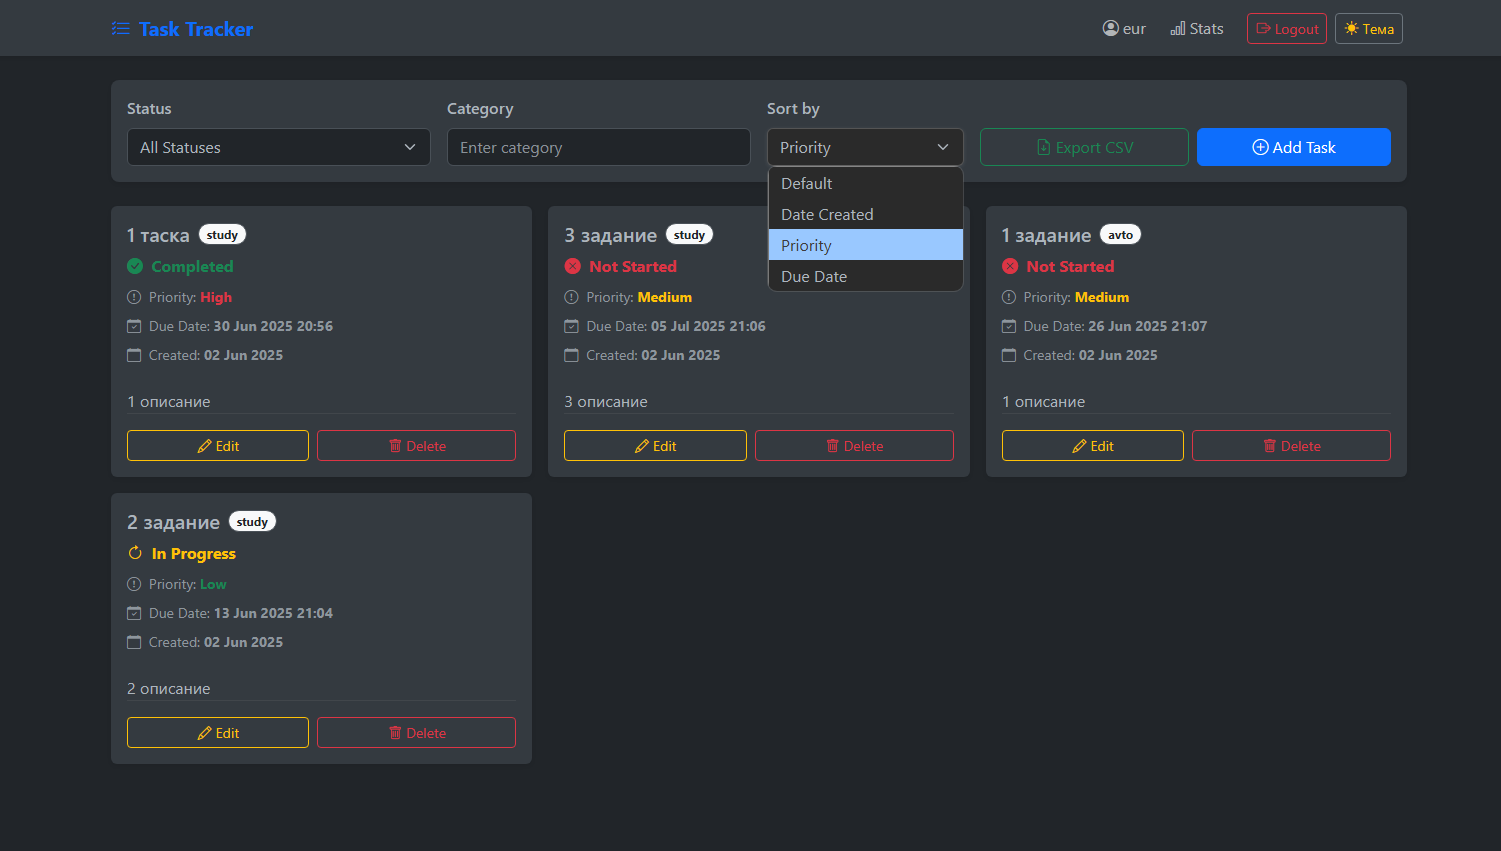 Task Tracker
eur
Stats
Logout
Тема
Status
Category
Sort by
All Statuses
Enter category
Priority
Export CSV
Add Task
Default
Date Created
Priority
Due Date
1 таска study
Completed
Priority: High
Due Date: 30 Jun 2025 20:56
Created: 02 Jun 2025
1 описание
Edit
Delete
3 задание study
Not Started
Priority: Medium
Due Date: 05 Jul 2025 21:06
Created: 02 Jun 2025
3 описание
Edit
Delete
1 задание avto
Not Started
Priority: Medium
Due Date: 26 Jun 2025 21:07
Created: 02 Jun 2025
1 описание
Edit
Delete
2 задание study
In Progress
Priority: Low
Due Date: 13 Jun 2025 21:04
Created: 02 Jun 2025
2 описание
Edit
Delete